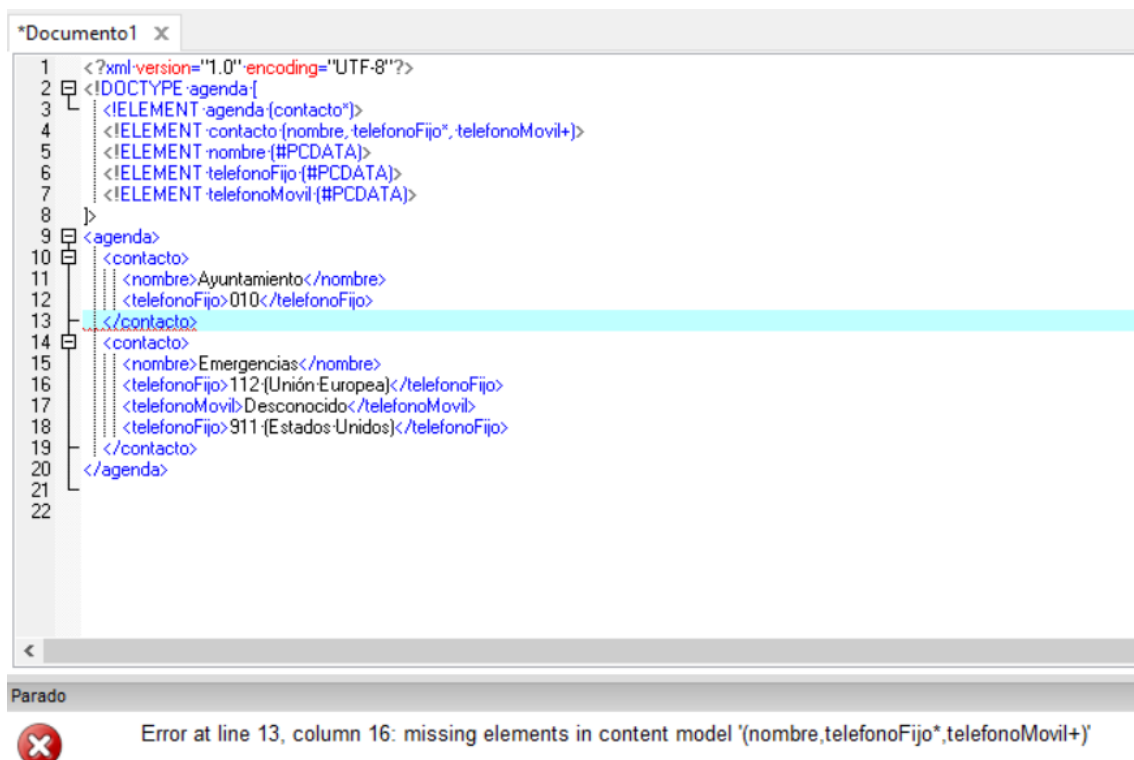 *Documento1 X
1 <?xml version="1.0" encoding="UTF-8"?>
2 <!DOCTYPE agenda [
3 <!ELEMENT agenda (contacto*)>
4 <!ELEMENT contacto (nombre, telefonoFijo*, telefonoMovil+)>
5 <!ELEMENT nombre (#PCDATA)>
6 <!ELEMENT telefonoFijo (#PCDATA)>
7 <!ELEMENT telefonoMovil (#PCDATA)>
8 ]>
9 <agenda>
10 <contacto>
11 <nombre>Ayuntamiento</nombre>
12 <telefonoFijo>010</telefonoFijo>
13 </contacto>
14 <contacto>
15 <nombre>Emergencias</nombre>
16 <telefonoFijo>112 (Unión Europea)</telefonoFijo>
17 <telefonoMovil>Desconocido</telefonoMovil>
18 <telefonoFijo>911 (Estados Unidos)</telefonoFijo>
19 </contacto>
20 </agenda>
21
22
Parado
Error at line 13, column 16: missing elements in content model '(nombre,telefonoFijo*,telefonoMovil+)'